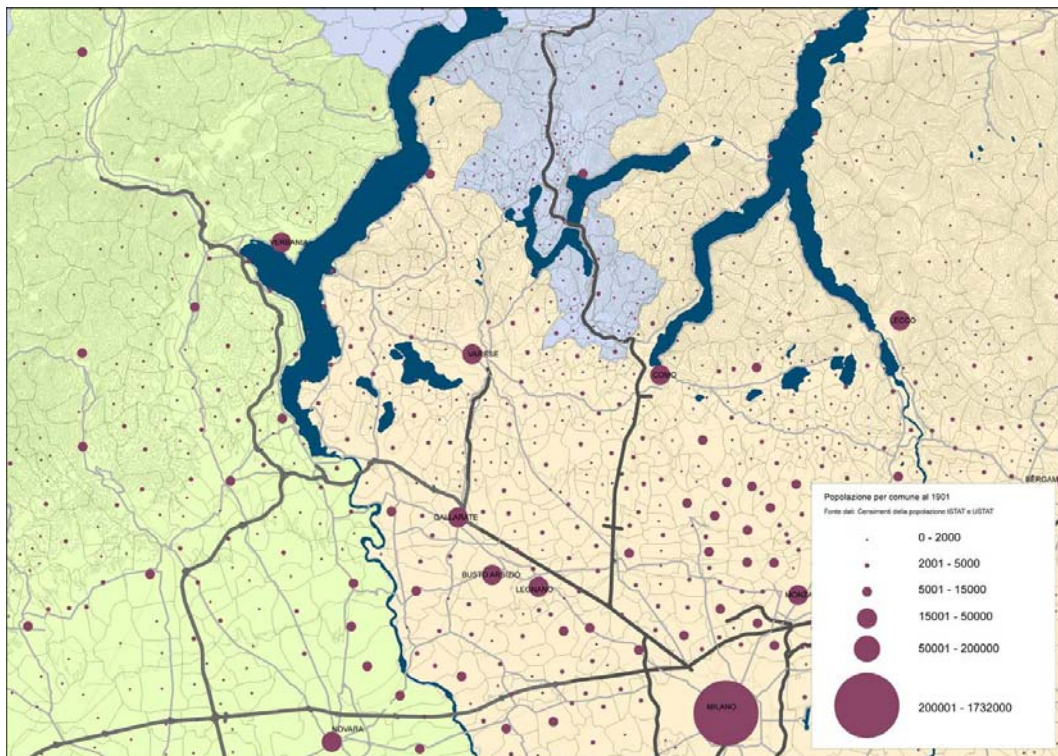 VERBANIA
VARESE
COMO
LECCO
BERGAM
GALLARATE
BUSTO ARSIZIO
LEGNANO
MONZA
NOVARA
MILANO
Popolazione per comune al 1901
Fonte dati: Censimenti della popolazione ISTAT e USTAT
0 - 2000
2001 - 5000
5001 - 15000
15001 - 50000
50001 - 200000
200001 - 1732000